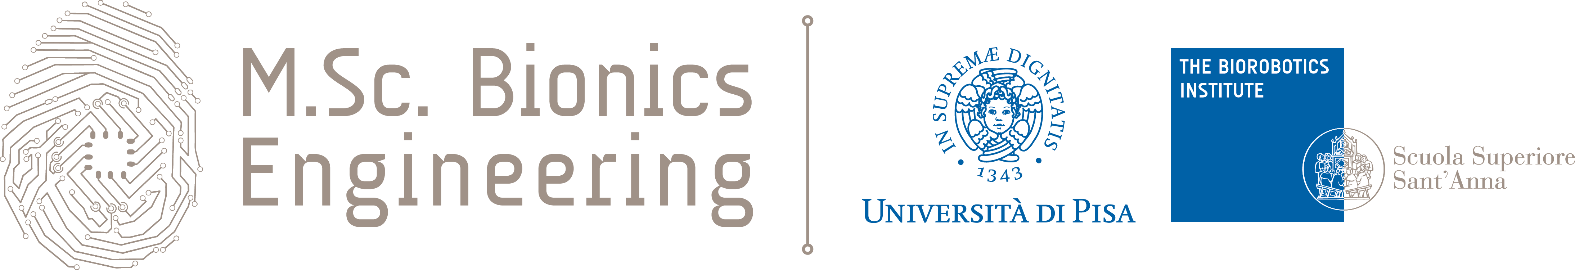 M.Sc. Bionics
Engineering
IN SUPREMÆ DIGNITATIS
· 1343 ·
UNIVERSITÀ DI PISA
THE BIOROBOTICS
INSTITUTE
Scuola Superiore
Sant'Anna